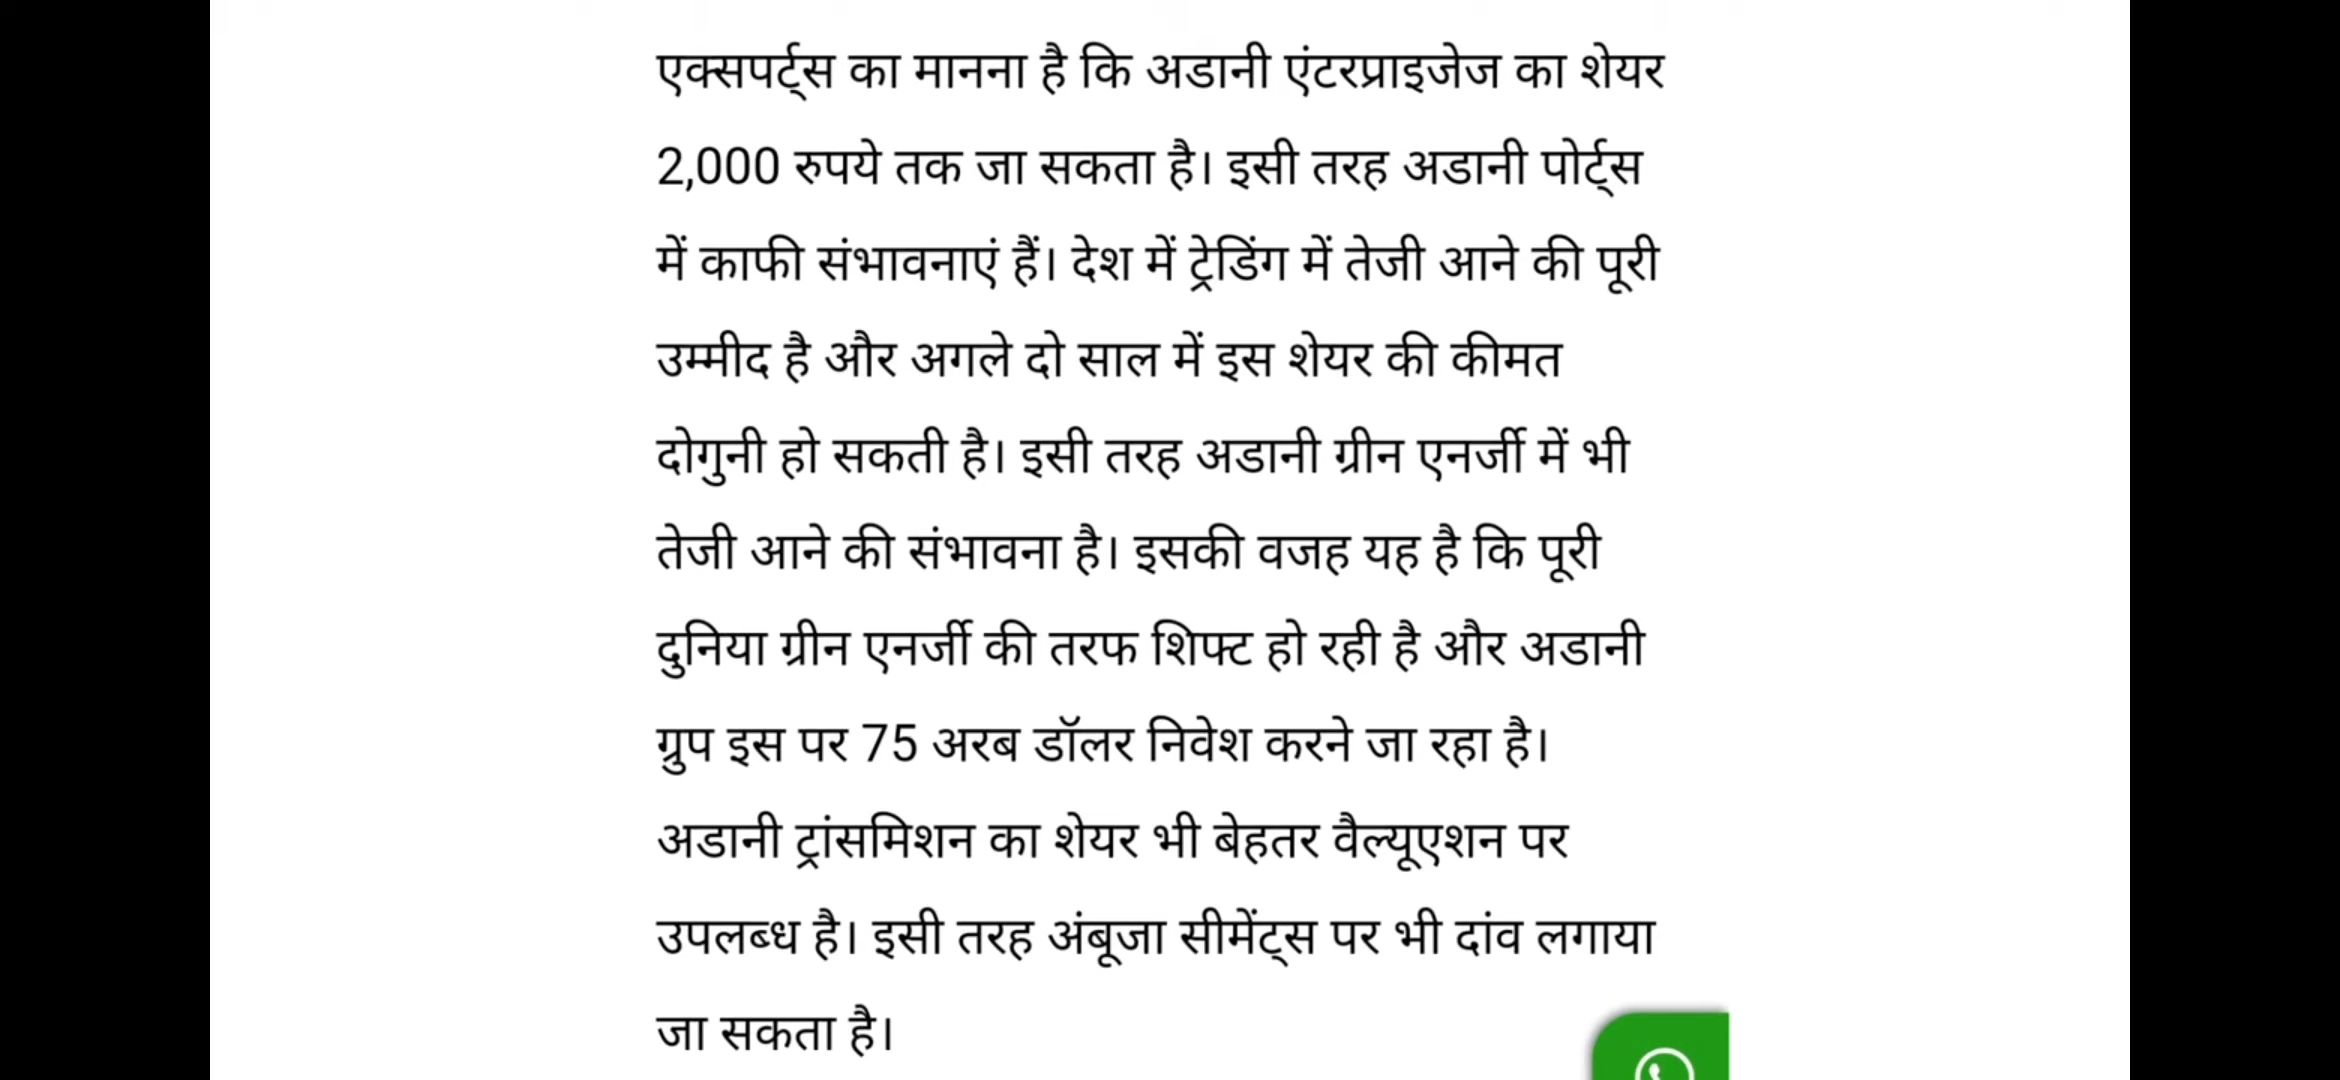 एक्सपर्ट्स का मानना है कि अडानी एंटरप्राइजेज का शेयर
2,000 रुपये तक जा सकता है। इसी तरह अडानी पोर्ट्स
में काफी संभावनाएं हैं। देश में ट्रेडिंग में तेजी आने की पूरी
उम्मीद है और अगले दो साल में इस शेयर की कीमत
दोगुनी हो सकती है। इसी तरह अडानी ग्रीन एनर्जी में भी
तेजी आने की संभावना है। इसकी वजह यह है कि पूरी
दुनिया ग्रीन एनर्जी की तरफ शिफ्ट हो रही है और अडानी
ग्रुप इस पर 75 अरब डॉलर निवेश करने जा रहा है।
अडानी ट्रांसमिशन का शेयर भी बेहतर वैल्यूएशन पर
उपलब्ध है। इसी तरह अंबूजा सीमेंट्स पर भी दांव लगाया
जा सकता है।